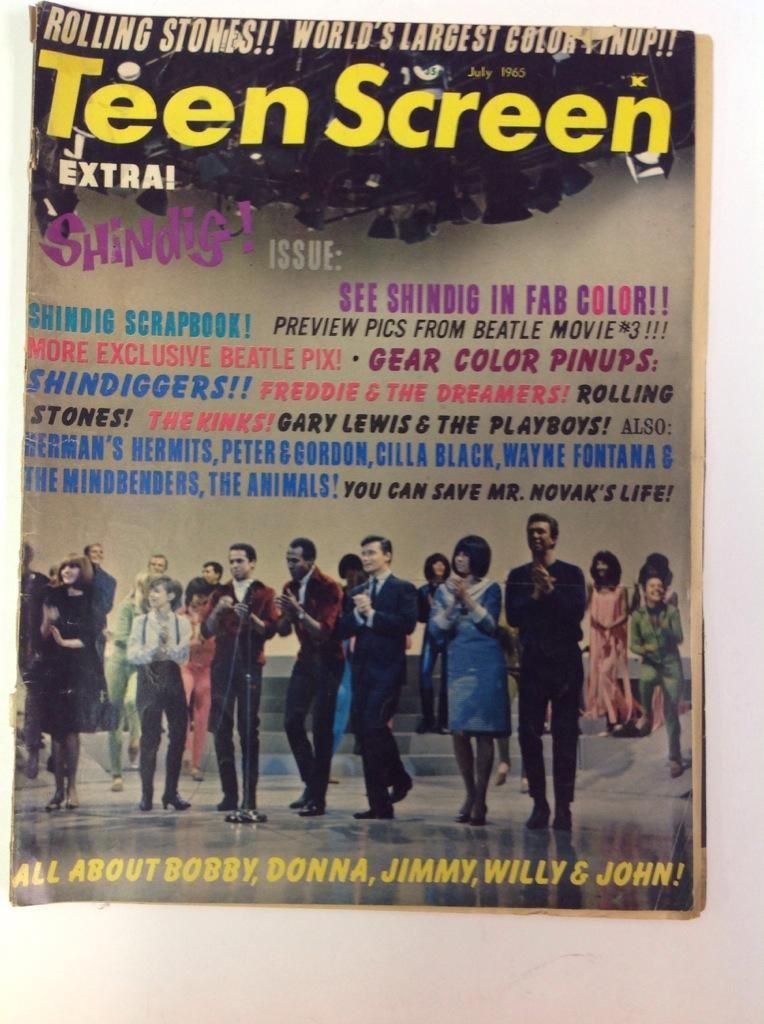 ROLLING STONES!! WORLD'S LARGEST COLOR PINUP!!
Teen Screen
35¢ July 1965 K
EXTRA!
SHiNDiG!
ISSUE:
SEE SHINDIG IN FAB COLOR!!
SHINDIG SCRAPBOOK! PREVIEW PICS FROM BEATLE MOVIE #3!!!
MORE EXCLUSIVE BEATLE PIX! • GEAR COLOR PINUPS:
SHINDIGGERS!! FREDDIE & THE DREAMERS! ROLLING
STONES! THE KINKS! GARY LEWIS & THE PLAYBOYS! ALSO:
HERMAN'S HERMITS, PETER & GORDON, CILLA BLACK, WAYNE FONTANA &
THE MINDBENDERS, THE ANIMALS! YOU CAN SAVE MR. NOVAK'S LIFE!
ALL ABOUT BOBBY, DONNA, JIMMY, WILLY & JOHN!